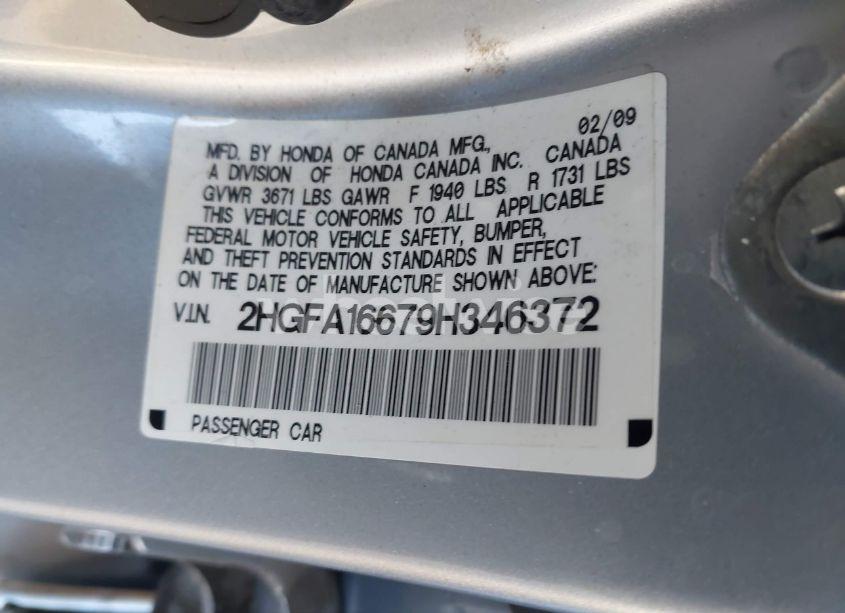 02/09
MFD. BY HONDA OF CANADA MFG.,
A DIVISION OF HONDA CANADA INC. CANADA
GVWR 3671 LBS GAWR F 1940 LBS R 1731 LBS
THIS VEHICLE CONFORMS TO ALL APPLICABLE
FEDERAL MOTOR VEHICLE SAFETY, BUMPER,
AND THEFT PREVENTION STANDARDS IN EFFECT
ON THE DATE OF MANUFACTURE SHOWN ABOVE:
V.I.N. 2HGFA16679H346372
PASSENGER CAR